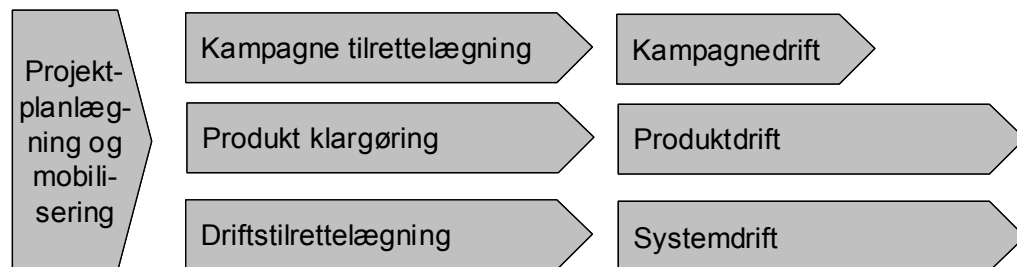 Projekt-
planlæg-
ning og
mobili-
sering
Kampagne tilrettelægning
Kampagnedrift
Produkt klargøring
Produktdrift
Driftstilrettelægning
Systemdrift